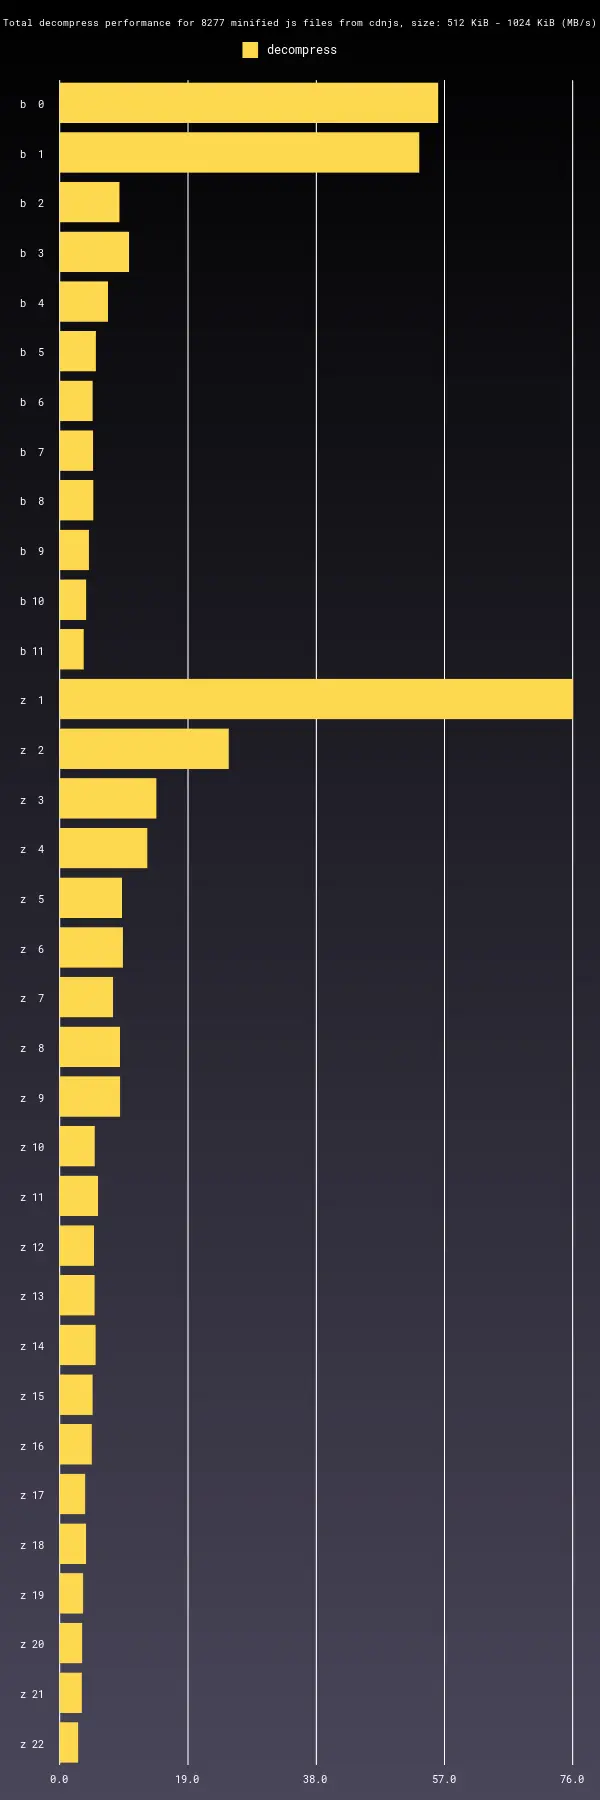 Total decompress performance for 8277 minified js files from cdnjs, size: 512 KiB - 1024 KiB (MB/s)
decompress
b 0
b 1
b 2
b 3
b 4
b 5
b 6
b 7
b 8
b 9
b 10
b 11
z 1
z 2
z 3
z 4
z 5
z 6
z 7
z 8
z 9
z 10
z 11
z 12
z 13
z 14
z 15
z 16
z 17
z 18
z 19
z 20
z 21
z 22
0.0 19.0 38.0 57.0 76.0